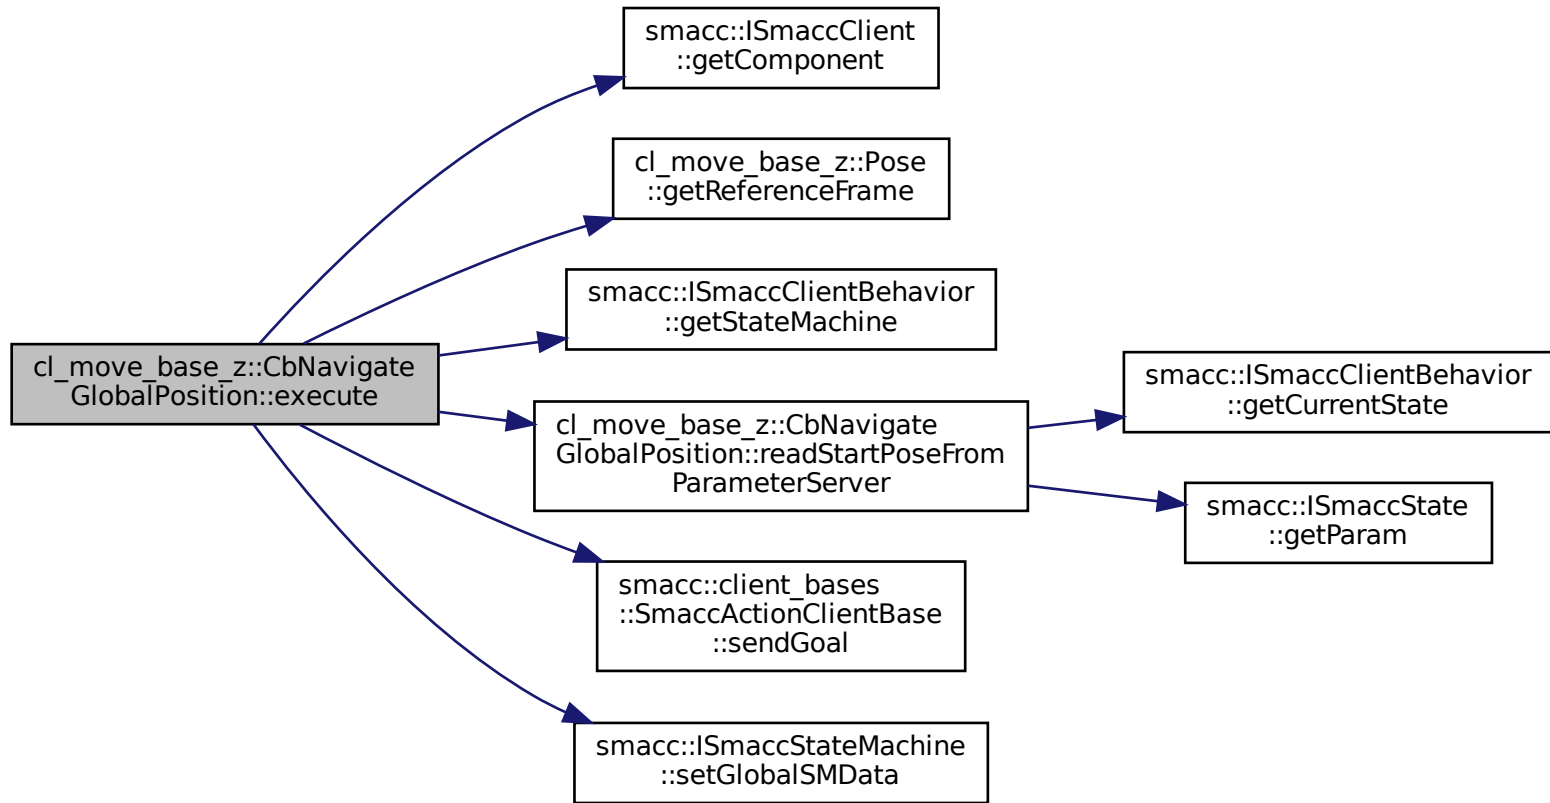 smacc::ISmaccClient
::getComponent
cl_move_base_z::Pose
::getReferenceFrame
smacc::ISmaccClientBehavior
::getStateMachine
cl_move_base_z::CbNavigate
GlobalPosition::execute
cl_move_base_z::CbNavigate
GlobalPosition::readStartPoseFrom
ParameterServer
smacc::ISmaccClientBehavior
::getCurrentState
smacc::ISmaccState
::getParam
smacc::client_bases
::SmaccActionClientBase
::sendGoal
smacc::ISmaccStateMachine
::setGlobalSMData